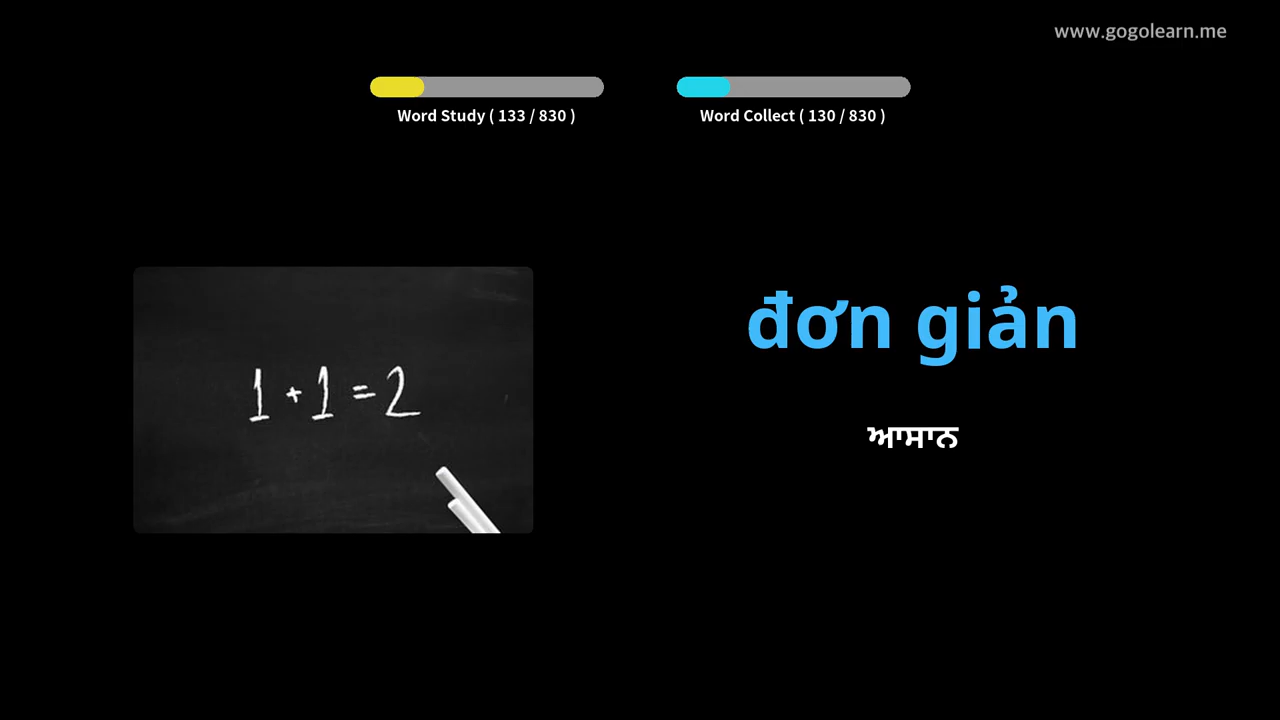 www.gogolearn.me
Word Study ( 133 / 830 )
Word Collect ( 130 / 830 )
1 + 1 = 2
đơn giản
ਆਸਾਨ